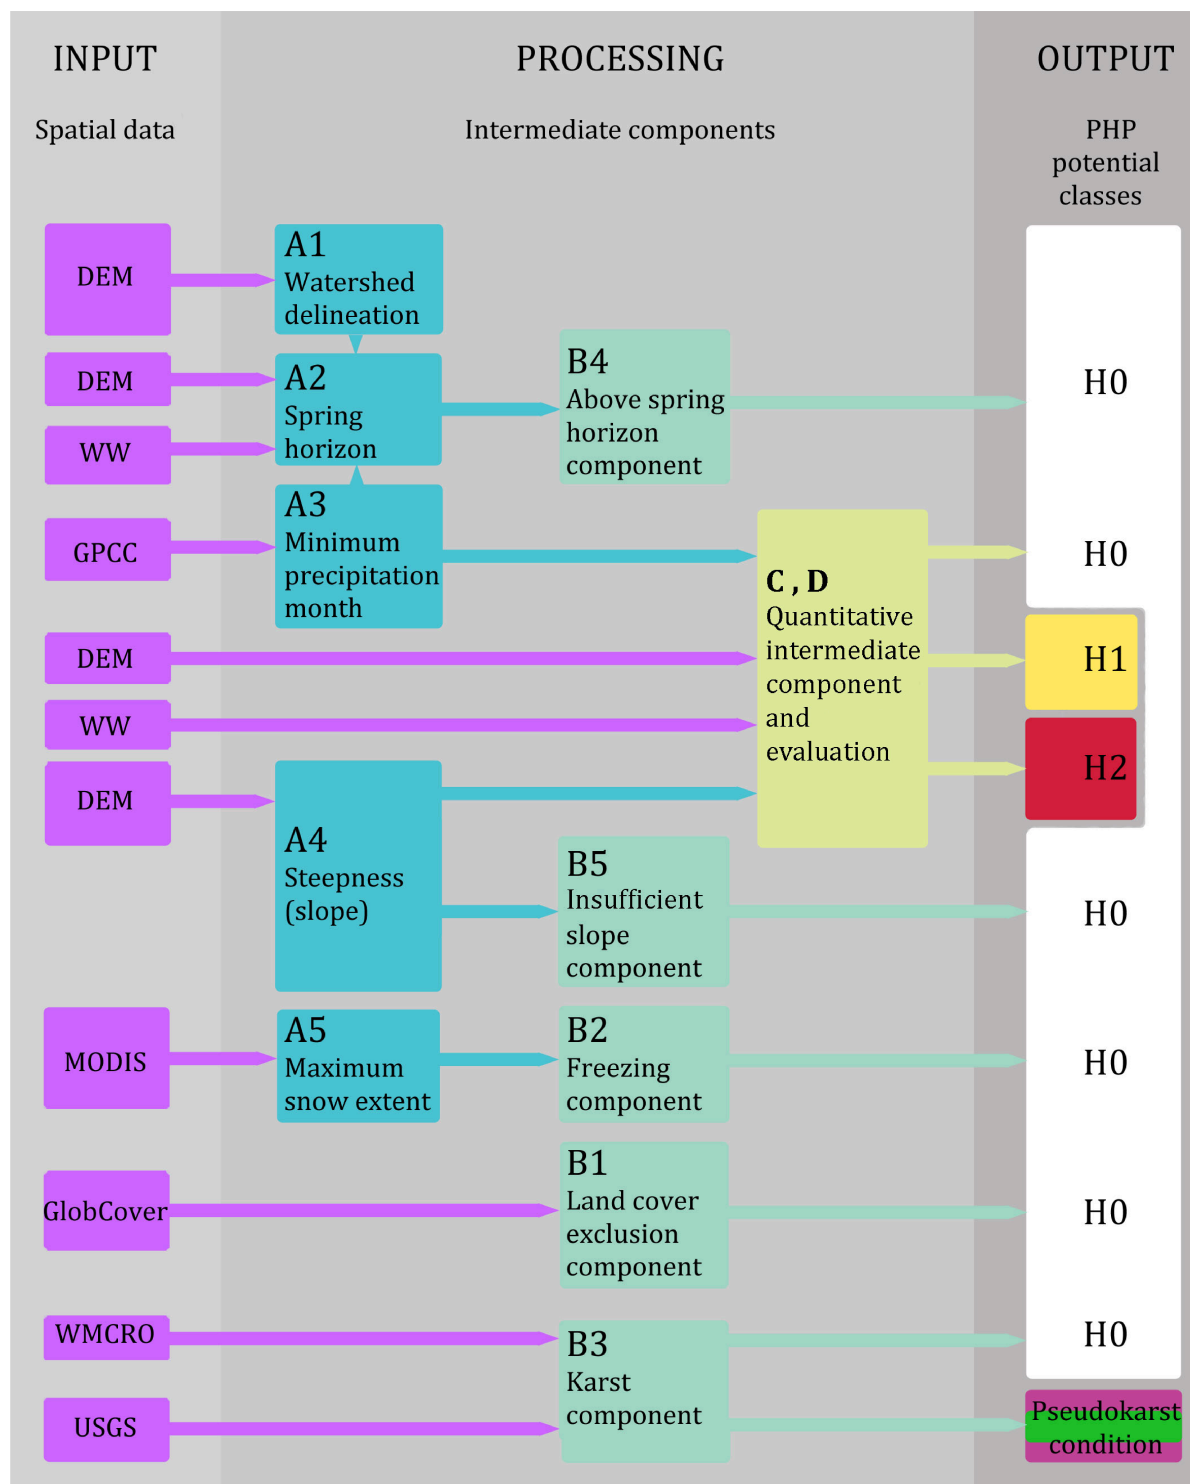 INPUT
PROCESSING
OUTPUT
Spatial data
Intermediate components
PHP
potential
classes
DEM
A1
Watershed
delineation
DEM
WW
A2
Spring
horizon
B4
Above spring
horizon
component
H0
GPCC
A3
Minimum
precipitation
month
DEM
WW
C , D
Quantitative
intermediate
component
and
evaluation
H0
H1
H2
DEM
A4
Steepness
(slope)
B5
Insufficient
slope
component
H0
MODIS
A5
Maximum
snow extent
B2
Freezing
component
H0
GlobCover
B1
Land cover
exclusion
component
H0
WMCRO
USGS
B3
Karst
component
H0
Pseudokarst
condition